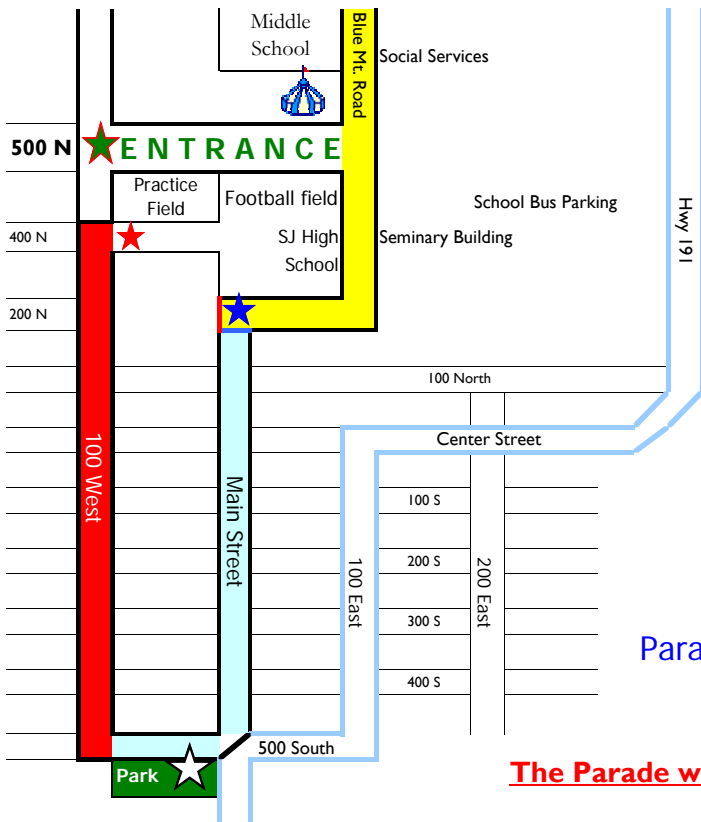 Middle
School
Blue Mt. Road
Social Services
500 N
ENTRANCE
Practice
Field
Football field
School Bus Parking
Hwy 191
400 N
SJ High
School
Seminary Building
200 N
100 North
Center Street
100 West
Main Street
100 S
100 East
200 S
200 East
300 S
Para
400 S
500 South
Park
The Parade w